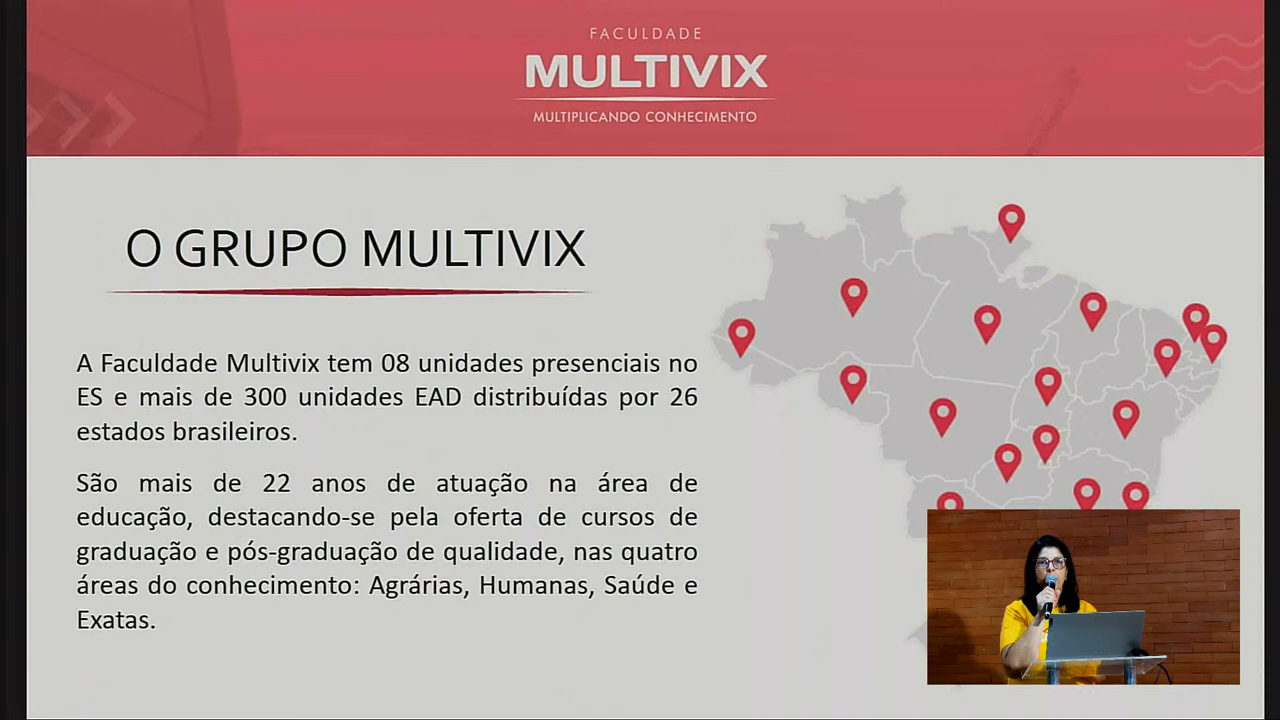 FACULDADE
MULTIVIX
MULTIPLICANDO CONHECIMENTO
O GRUPO MULTIVIX
A Faculdade Multivix tem 08 unidades presenciais no
ES e mais de 300 unidades EAD distribuídas por 26
estados brasileiros.
São mais de 22 anos de atuação na área de
educação, destacando-se pela oferta de cursos de
graduação e pós-graduação de qualidade, nas quatro
áreas do conhecimento: Agrárias, Humanas, Saúde e
Exatas.